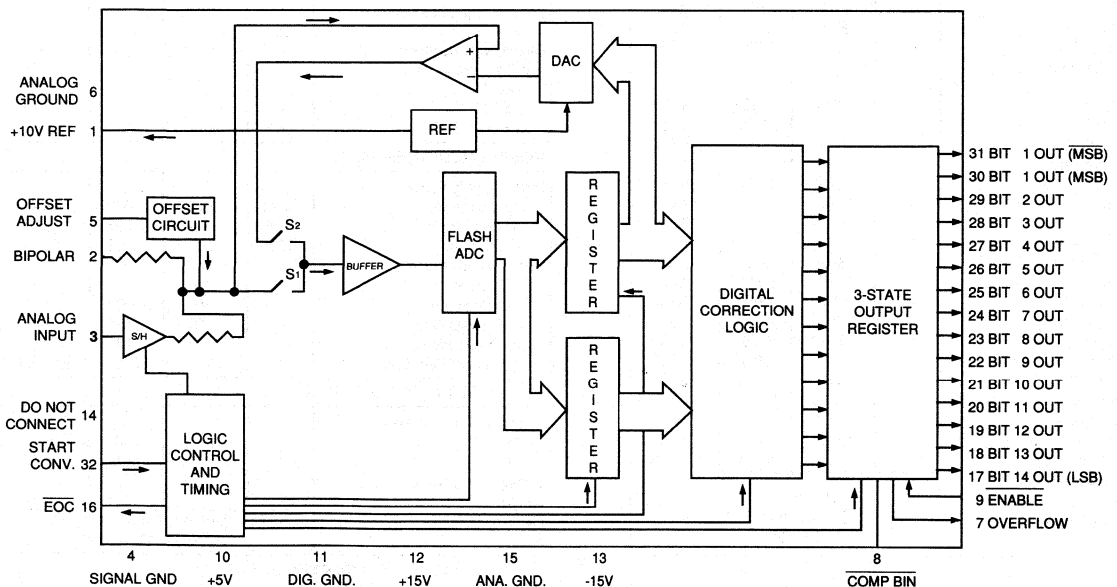 ANALOG
GROUND 6
+10V REF 1
OFFSET
ADJUST 5
BIPOLAR 2
ANALOG
INPUT 3
DO NOT
CONNECT 14
START
CONV. 32
EOC 16
OFFSET
CIRCUIT
S/H
LOGIC
CONTROL
AND
TIMING
+
−
DAC
REF
S2
S1
BUFFER
FLASH
ADC
REGISTER
REGISTER
DIGITAL
CORRECTION
LOGIC
3-STATE
OUTPUT
REGISTER
31 BIT 1 OUT (MSB)
30 BIT 1 OUT (MSB)
29 BIT 2 OUT
28 BIT 3 OUT
27 BIT 4 OUT
26 BIT 5 OUT
25 BIT 6 OUT
24 BIT 7 OUT
23 BIT 8 OUT
22 BIT 9 OUT
21 BIT 10 OUT
20 BIT 11 OUT
19 BIT 12 OUT
18 BIT 13 OUT
17 BIT 14 OUT (LSB)
9 ENABLE
7 OVERFLOW
4 10 11 12 15 13 8
SIGNAL GND +5V DIG. GND. +15V ANA. GND. -15V COMP BIN